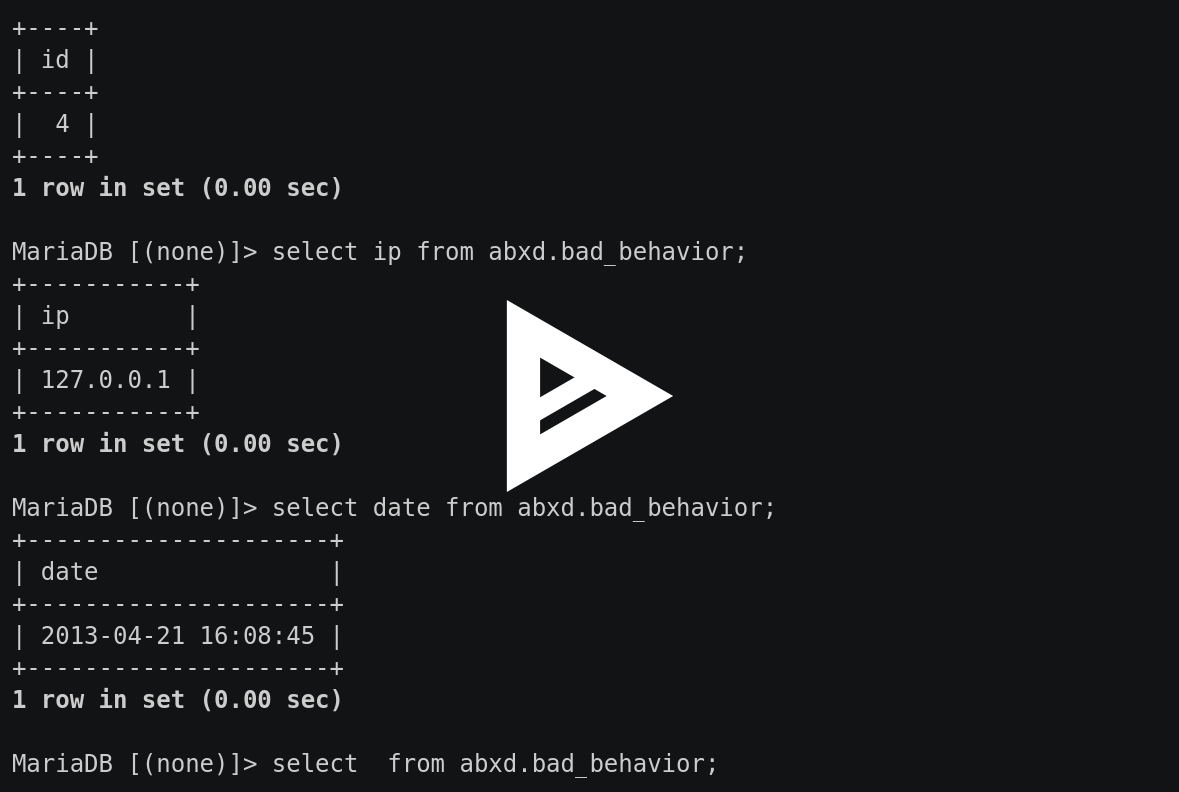 +----+
| id |
+----+
|  4 |
+----+
1 row in set (0.00 sec)
MariaDB [(none)]> select ip from abxd.bad_behavior;
+-----------+
| ip        |
+-----------+
| 127.0.0.1 |
+-----------+
1 row in set (0.00 sec)
MariaDB [(none)]> select date from abxd.bad_behavior;
+---------------------+
| date                |
+---------------------+
| 2013-04-21 16:08:45 |
+---------------------+
1 row in set (0.00 sec)
MariaDB [(none)]> select  from abxd.bad_behavior;